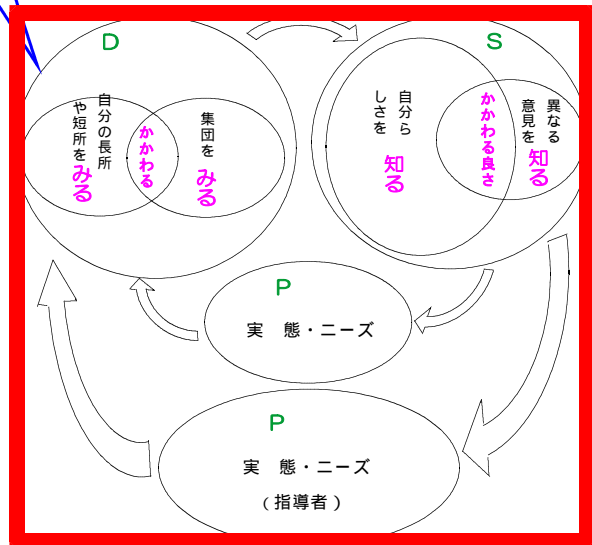 D
自分の長所
や短所をみる
かかわる
集団をみる
S
自分ら
しさを知る
かかわる良さ
異なる
意見を知る
P
実 態・ニーズ
P
実 態・ニーズ
(指導者)